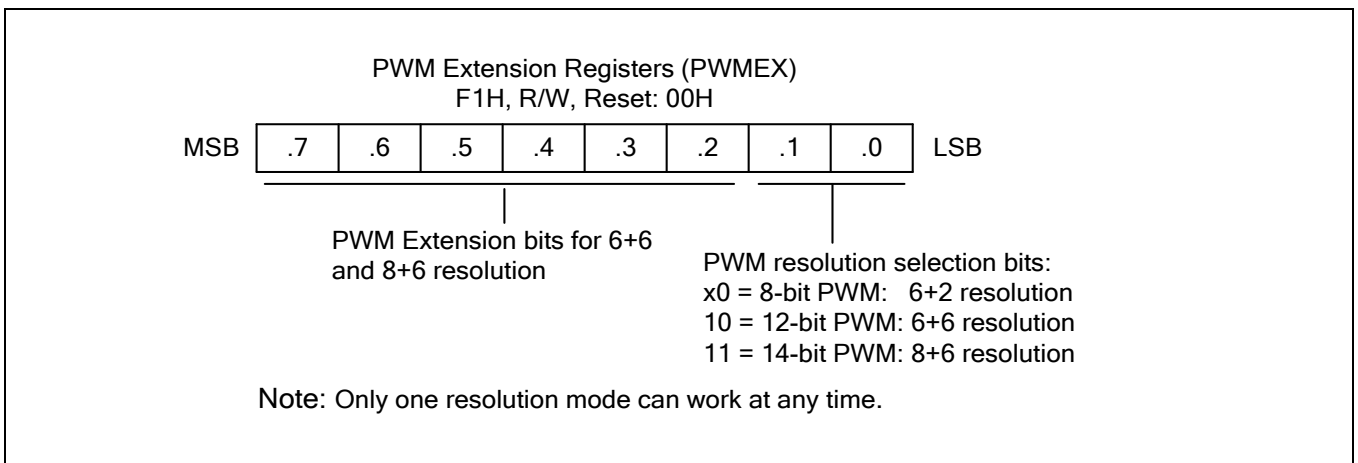 PWM Extension Registers (PWMEX)
F1H, R/W, Reset: 00H
MSB .7 .6 .5 .4 .3 .2 .1 .0 LSB
PWM Extension bits for 6+6
and 8+6 resolution
PWM resolution selection bits:
x0 = 8-bit PWM: 6+2 resolution
10 = 12-bit PWM: 6+6 resolution
11 = 14-bit PWM: 8+6 resolution
Note: Only one resolution mode can work at any time.